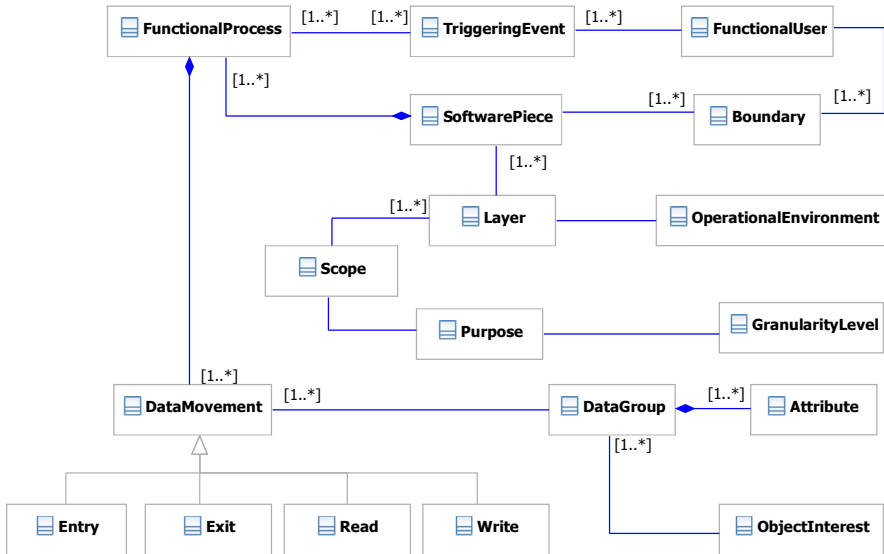 [1..*]
[1..*]
[1..*]
FunctionalProcess
TriggeringEvent
FunctionalUser
[1..*]
[1..*]
[1..*]
SoftwarePiece
Boundary
[1..*]
[1..*]
Layer
OperationalEnvironment
Scope
Purpose
GranularityLevel
[1..*]
[1..*]
[1..*]
DataMovement
DataGroup
Attribute
[1..*]
Entry
Exit
Read
Write
ObjectInterest